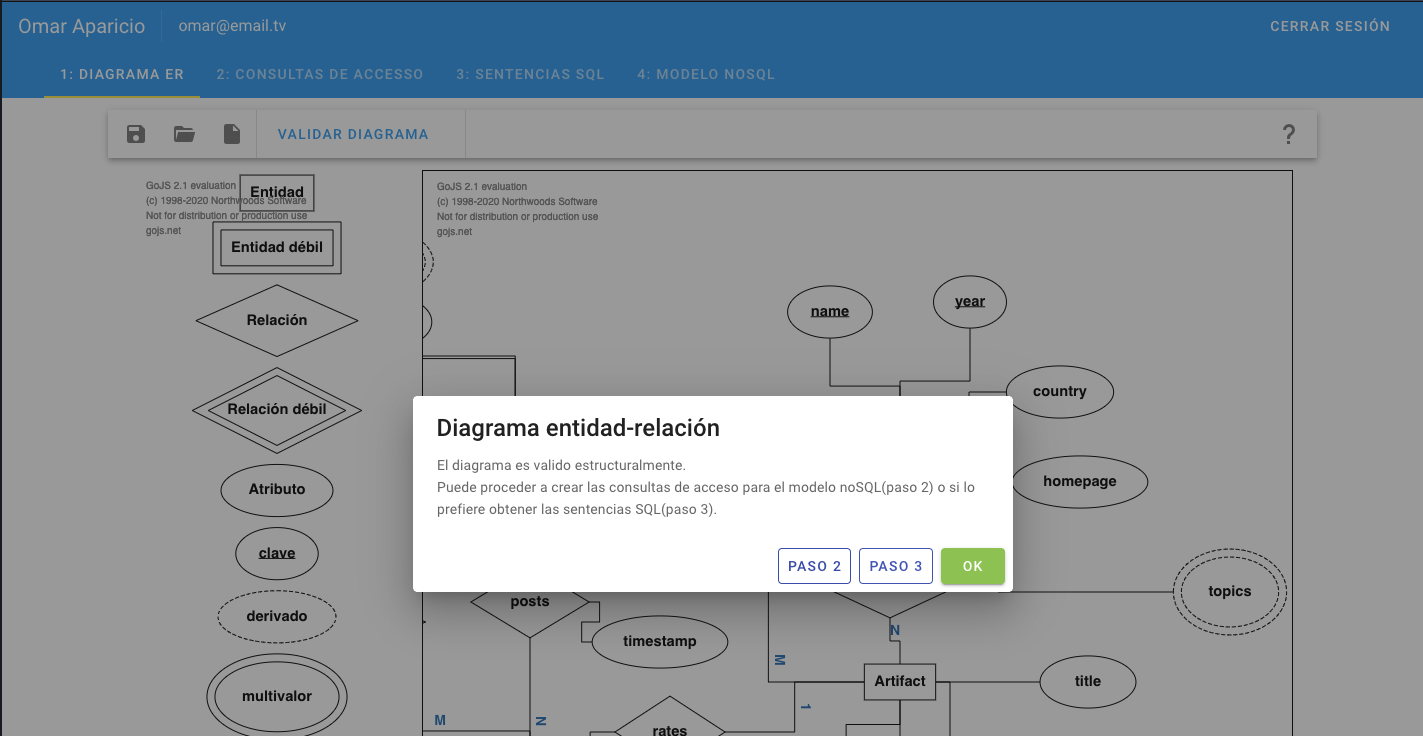 Omar Aparicio
omar@email.tv
CERRAR SESIÓN
1: DIAGRAMA ER
2: CONSULTAS DE ACCESO
3: SENTENCIAS SQL
4: MODELO NOSQL
VALIDAR DIAGRAMA
?
GoJS 2.1 evaluation
(c) 1998-2020 Northwoods Software
Not for distribution or production use
gojs.net
Entidad
Entidad débil
Relación
Relación débil
Atributo
clave
derivado
multivalor
GoJS 2.1 evaluation
(c) 1998-2020 Northwoods Software
Not for distribution or production use
gojs.net
name
year
country
homepage
Diagrama entidad-relación
El diagrama es valido estructuralmente.
Puede proceder a crear las consultas de acceso para el modelo noSQL(paso 2) o si lo
prefiere obtener las sentencias SQL(paso 3).
PASO 2
PASO 3
OK
posts
topics
timestamp
N
M
Artifact
title
1
M
N
rates